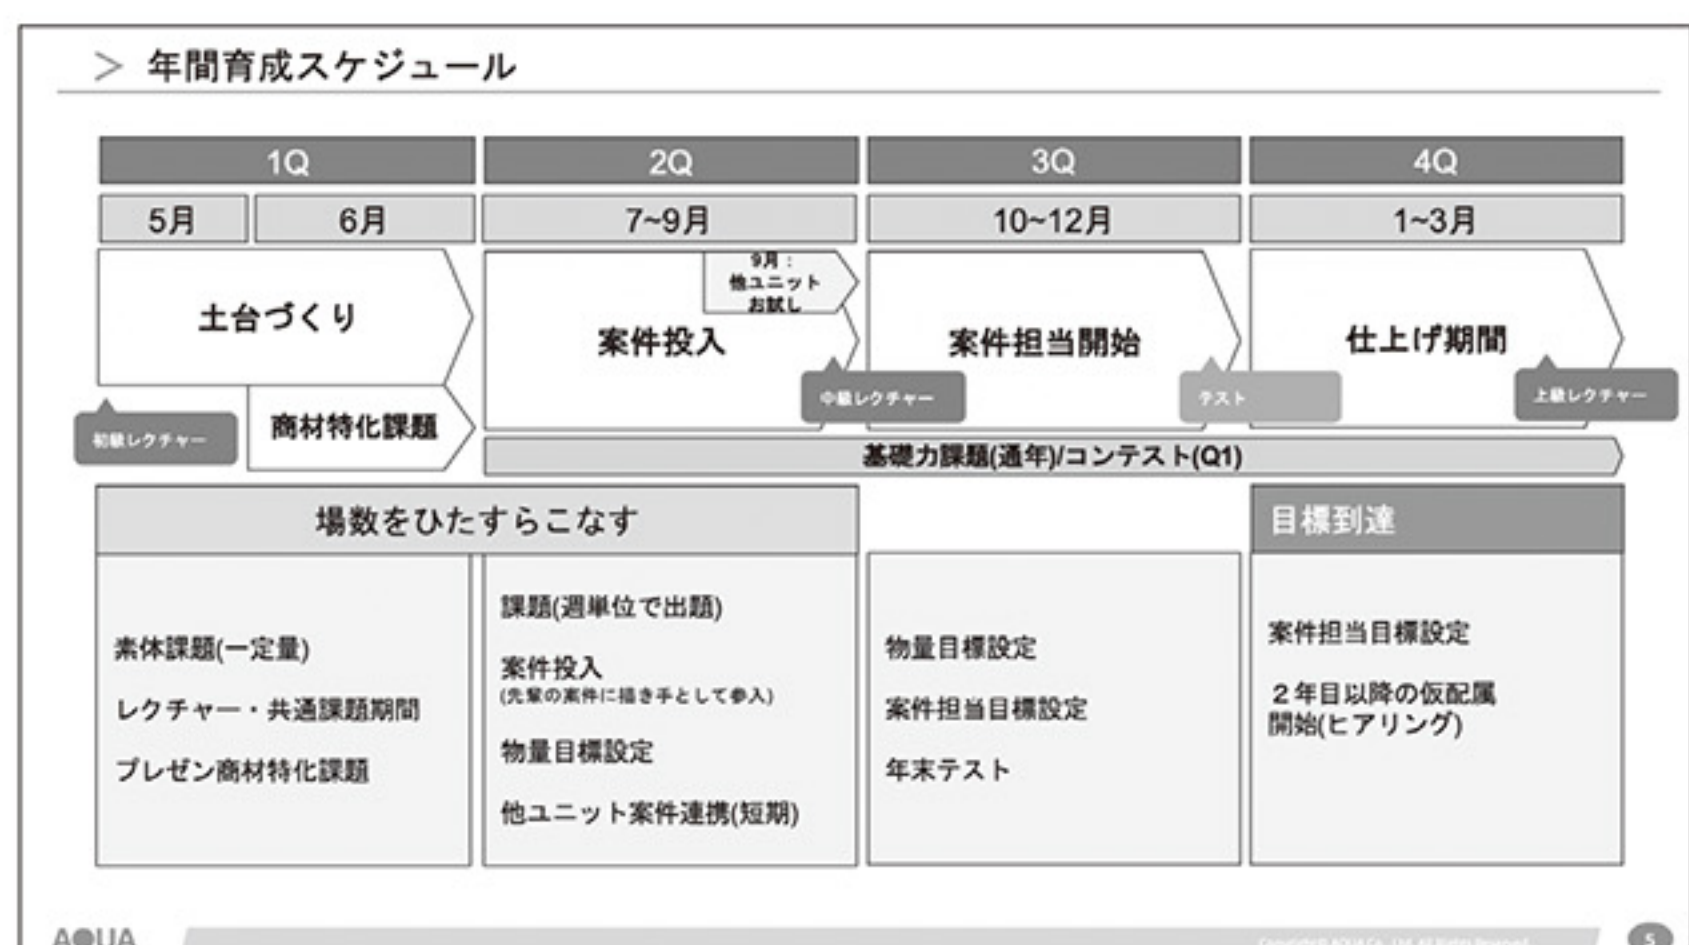 > 年間育成スケジュール
1Q
2Q
3Q
4Q
5月
6月
7~9月
10~12月
1~3月
土台づくり
9月：
他ユニット
お試し
案件投入
案件担当開始
仕上げ期間
中級レクチャー
テスト
上級レクチャー
初級レクチャー
商材特化課題
基礎力課題(通年)/コンテスト(Q1)
場数をひたすらこなす
目標到達
素体課題(一定量)
レクチャー・共通課題期間
プレゼン商材特化課題
課題(週単位で出題)
案件投入
(先輩の案件に描き手として参入)
物量目標設定
他ユニット案件連携(短期)
物量目標設定
案件担当目標設定
年末テスト
案件担当目標設定
２年目以降の仮配属
開始(ヒアリング)
AQUA
Copyright© AQUA Co., Ltd. All Rights Reserved.
5